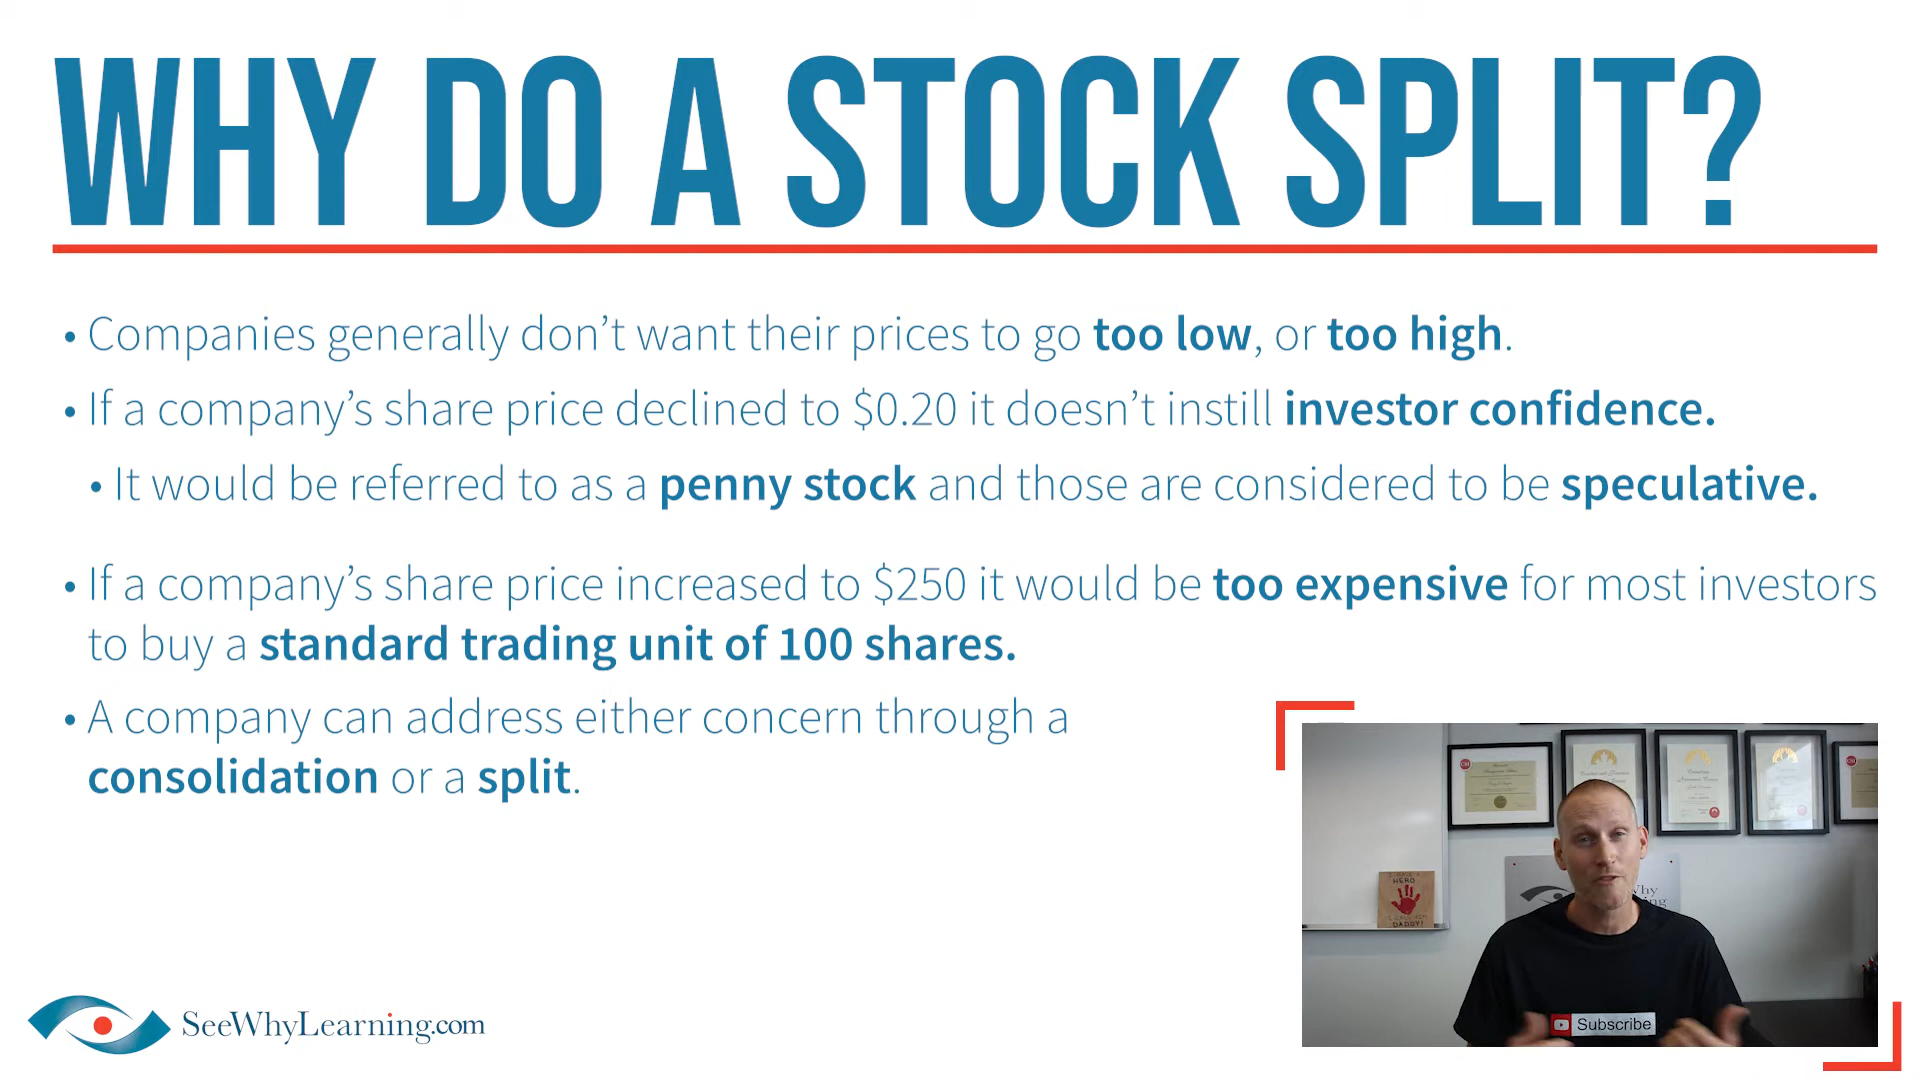 WHY DO A STOCK SPLIT?
• Companies generally don’t want their prices to go too low, or too high.
• If a company’s share price declined to $0.20 it doesn’t instill investor confidence.
• It would be referred to as a penny stock and those are considered to be speculative.
• If a company’s share price increased to $250 it would be too expensive for most investors
to buy a standard trading unit of 100 shares.
• A company can address either concern through a
consolidation or a split.
HERO
DADDY!
Subscribe
SeeWhyLearning.com